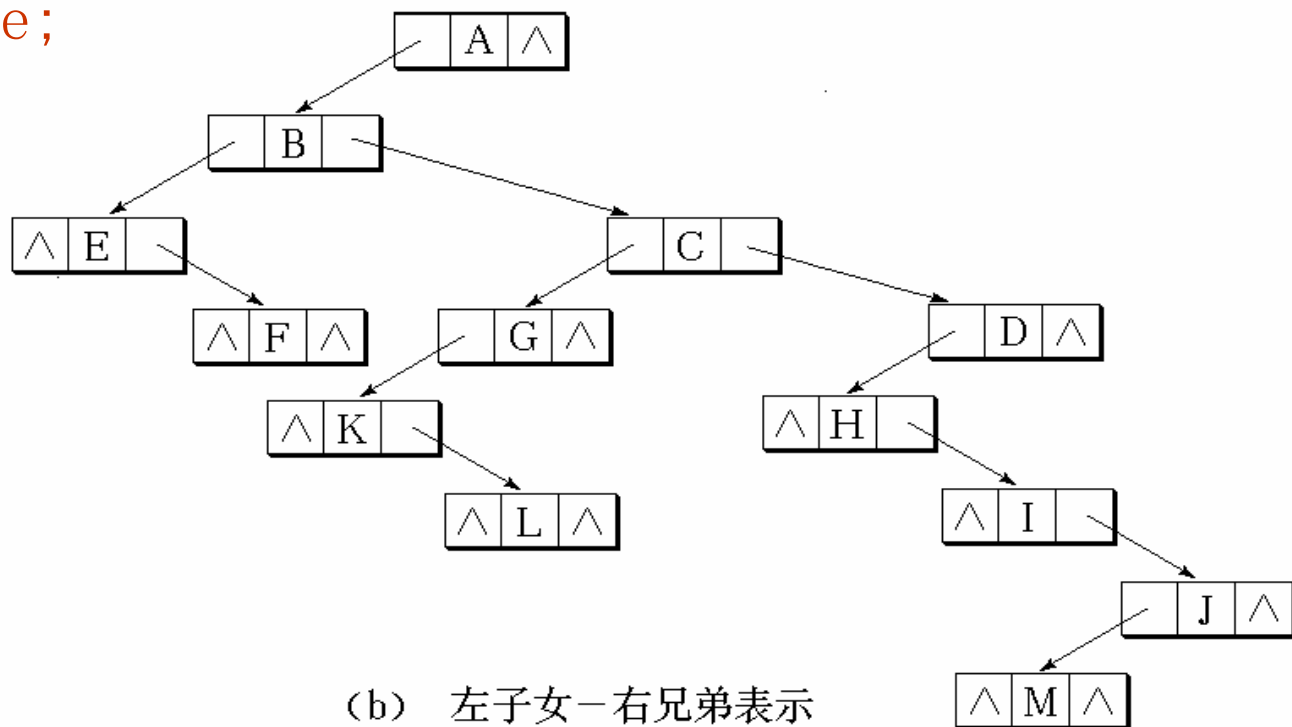 e;
A ∧
B
∧ E
C
∧ F ∧
G ∧
D ∧
∧ K
∧ H
∧ L ∧
∧ I
J ∧
∧ M ∧
(b) 左子女－右兄弟表示